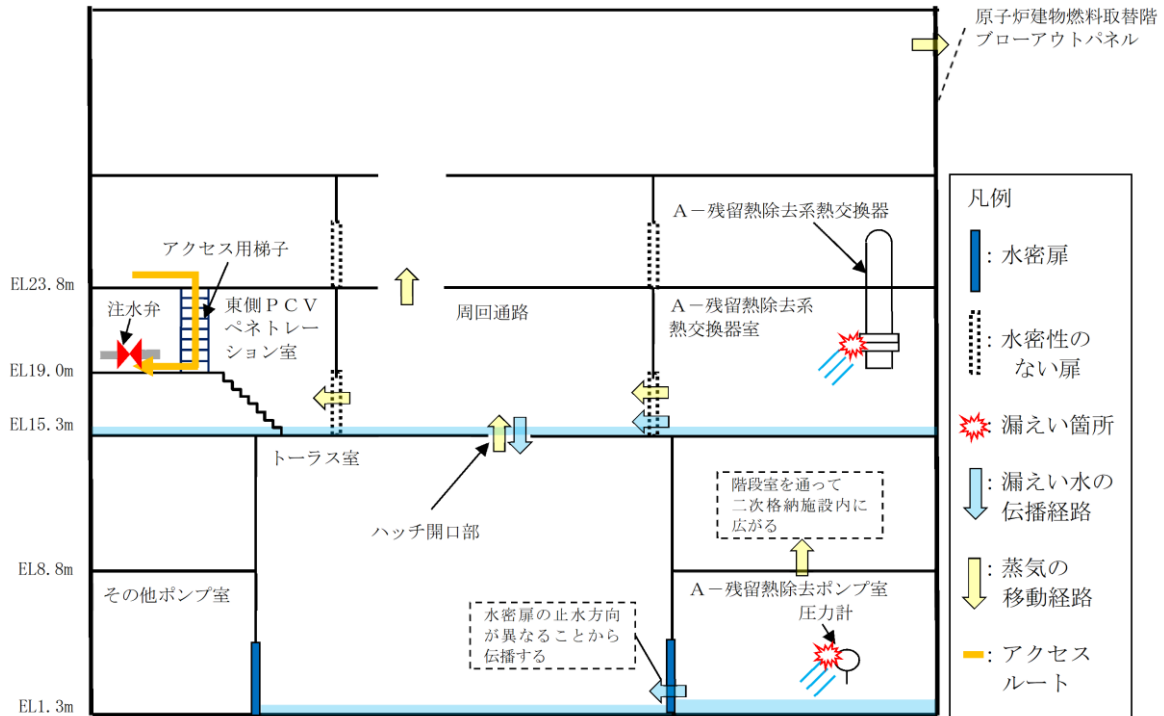 原子炉建物燃料取替階
ブローアウトパネル
A－残留熱除去系熱交換器
アクセス用梯子
EL23.8m
注水弁
東側PCV
ペネトレー
ション室
周回通路
A－残留熱除去系
熱交換器室
EL19.0m
EL15.3m
トーラス室
ハッチ開口部
階段室を通って
二次格納施設内に
広がる
EL8.8m
その他ポンプ室
A－残留熱除去ポンプ室
圧力計
水密扉の止水方向
が異なることから
伝播する
EL1.3m
凡例
：水密扉
：水密性の
ない扉
：漏えい箇所
：漏えい水の
伝播経路
：蒸気の
移動経路
：アクセス
ルート